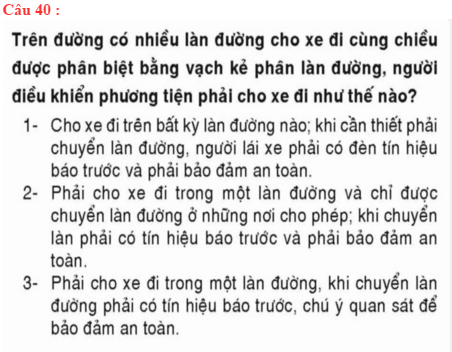 Câu 40 :
Trên đường có nhiều làn đường cho xe đi cùng chiều
được phân biệt bằng vạch kẻ phân làn đường, người
điều khiển phương tiện phải cho xe đi như thế nào?
1- Cho xe đi trên bất kỳ làn đường nào; khi cần thiết phải
chuyển làn đường, người lái xe phải có đèn tín hiệu
báo trước và phải bảo đảm an toàn.
2- Phải cho xe đi trong một làn đường và chỉ được
chuyển làn đường ở những nơi cho phép; khi chuyển
làn phải có tín hiệu báo trước và phải bảo đảm an
toàn.
3- Phải cho xe đi trong một làn đường, khi chuyển làn
đường phải có tín hiệu báo trước, chú ý quan sát để
bảo đảm an toàn.